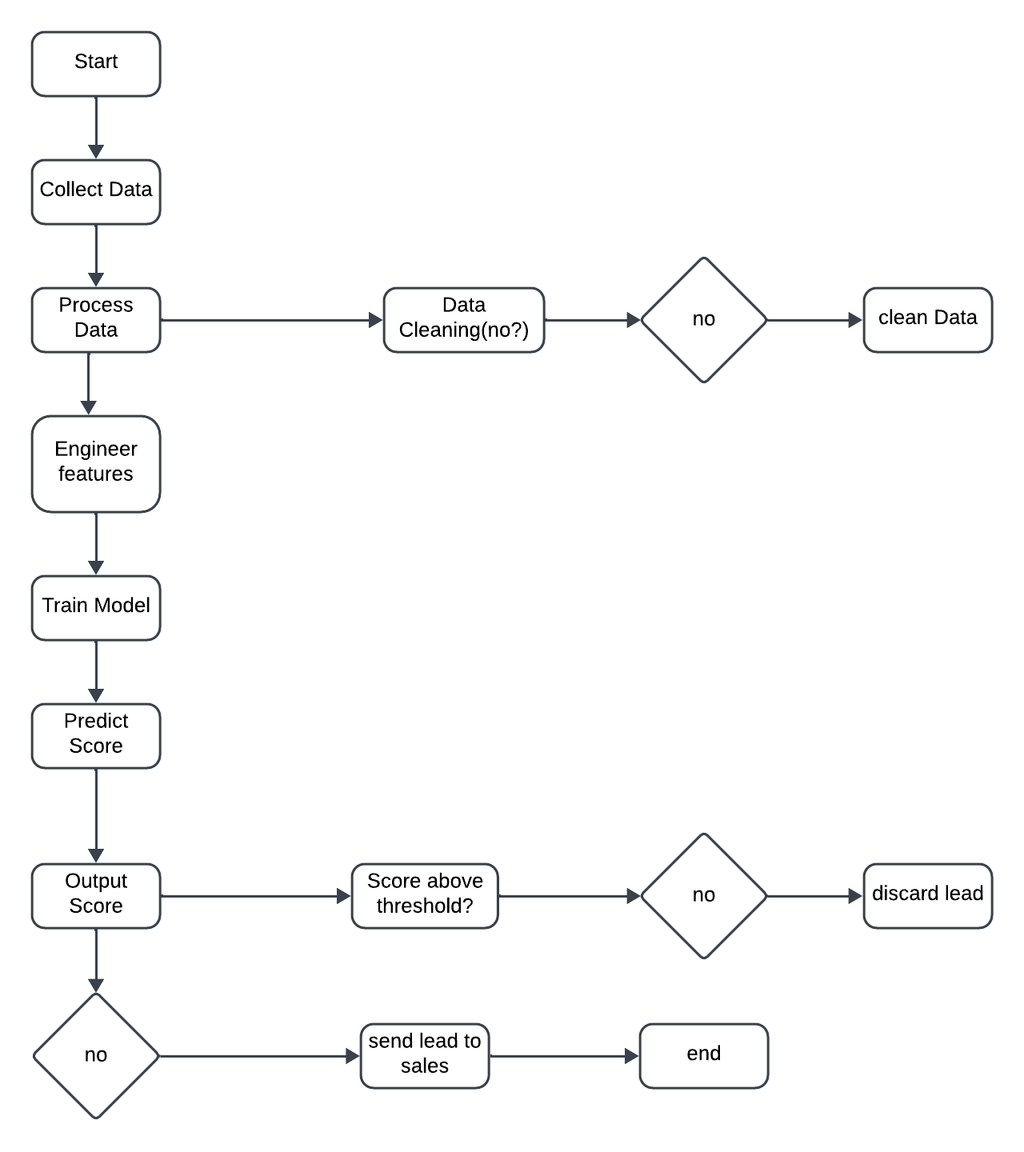 Start
Collect Data
Process
Data
Data
Cleaning(no?)
no
clean Data
Engineer
features
Train Model
Predict
Score
Output
Score
Score above
threshold?
no
discard lead
no
send lead to
sales
end